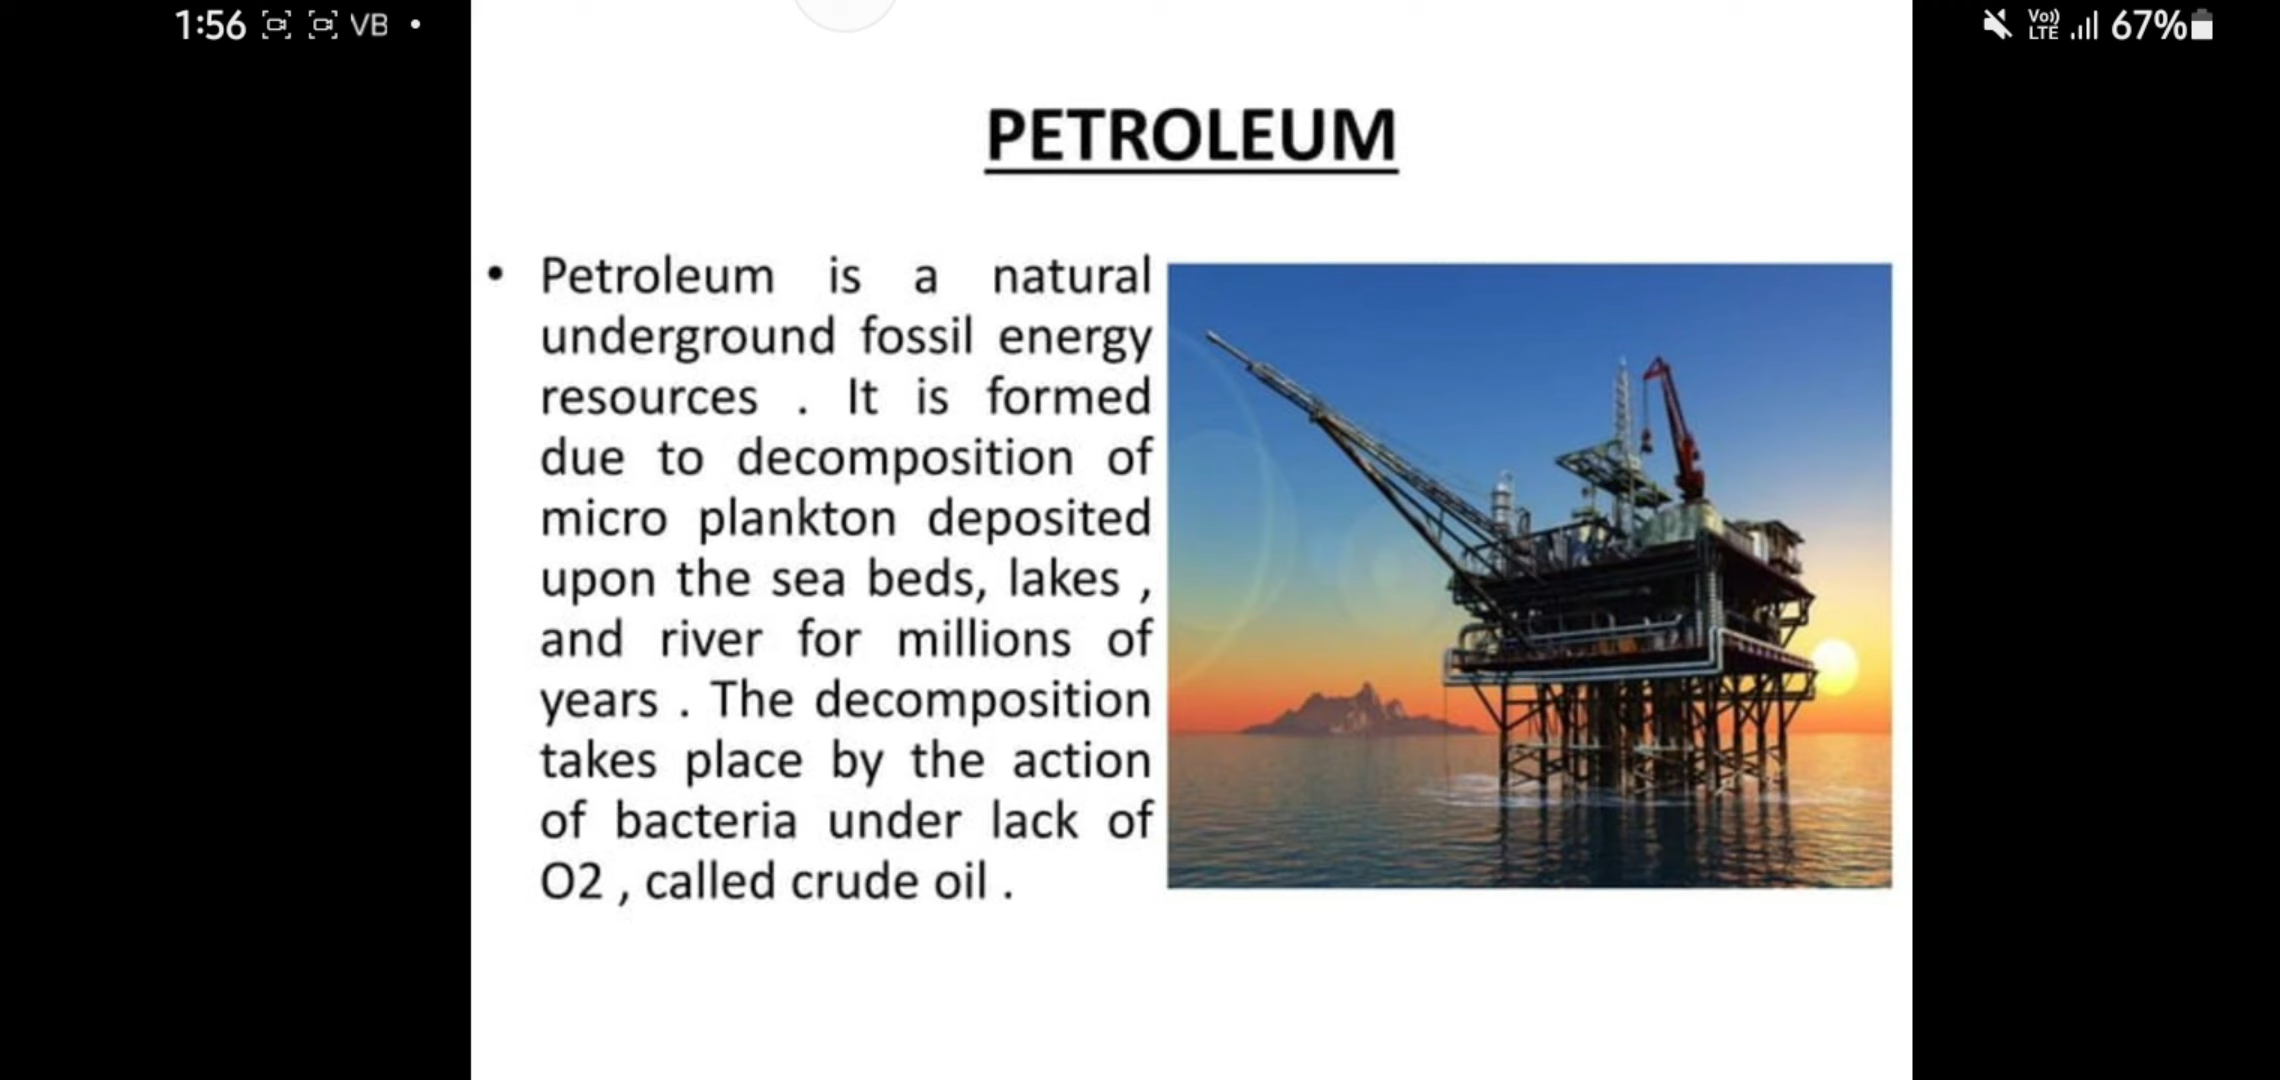 1:56 VB •
Vo)) LTE 67%
PETROLEUM
• Petroleum is a natural
underground fossil energy
resources . It is formed
due to decomposition of
micro plankton deposited
upon the sea beds, lakes ,
and river for millions of
years . The decomposition
takes place by the action
of bacteria under lack of
O2 , called crude oil .